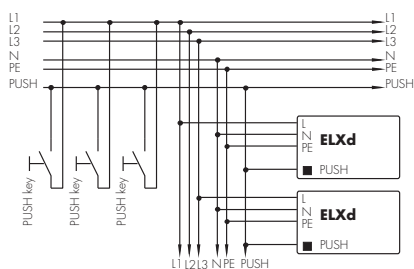 L1 L1
L2 L2
L3 L3
N N
PE PE
PUSH PUSH
L
N ELXd
PE
PUSH
PUSH key
PUSH key
PUSH key
L
N ELXd
PE
PUSH
L1 L2 L3 N PE PUSH